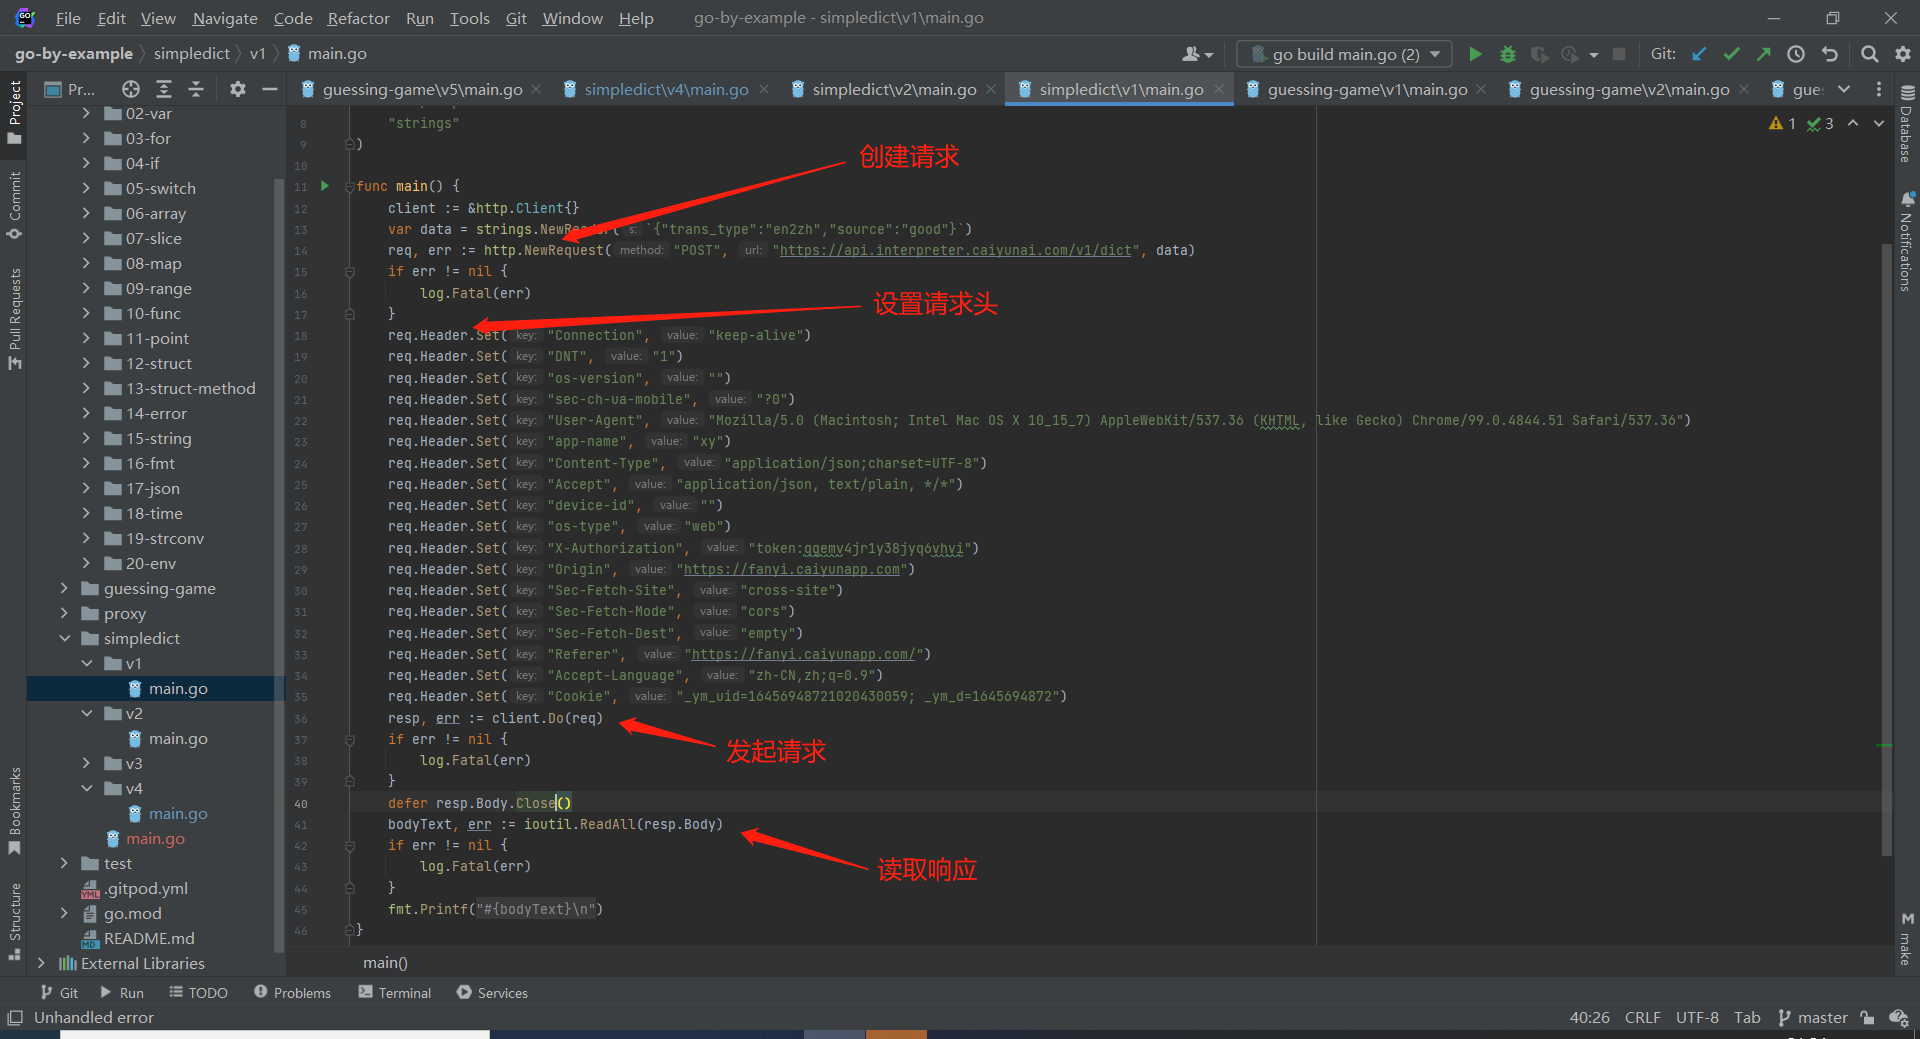 File Edit View Navigate Code Refactor Run Tools Git Window Help go-by-example - simpledict\v1\main.go
go-by-example simpledict v1 main.go go build main.go (2) Git:
Pr... guessing-game\v5\main.go simpledict\v4\main.go simpledict\v2\main.go simpledict\v1\main.go guessing-game\v1\main.go guessing-game\v2\main.go gues
Project
Commit
Pull Requests
Bookmarks
Structure
02-var
03-for
04-if
05-switch
06-array
07-slice
08-map
09-range
10-func
11-point
12-struct
13-struct-method
14-error
15-string
16-fmt
17-json
18-time
19-strconv
20-env
guessing-game
proxy
simpledict
v1
main.go
v2
main.go
v3
v4
main.go
main.go
test
.gitpod.yml
go.mod
README.md
External Libraries
1 3
8 "strings"
9 )
10
创建请求
11 func main() {
12 client := &http.Client{}
13 var data = strings.NewReader( s: `{"trans_type":"en2zh","source":"good"}`)
14 req, err := http.NewRequest( method: "POST", url: "https://api.interpreter.caiyunai.com/v1/dict", data)
15 if err != nil {
16 log.Fatal(err)
17 }
设置请求头
18 req.Header.Set( key: "Connection", value: "keep-alive")
19 req.Header.Set( key: "DNT", value: "1")
20 req.Header.Set( key: "os-version", value: "")
21 req.Header.Set( key: "sec-ch-ua-mobile", value: "?0")
22 req.Header.Set( key: "User-Agent", value: "Mozilla/5.0 (Macintosh; Intel Mac OS X 10_15_7) AppleWebKit/537.36 (KHTML, like Gecko) Chrome/99.0.4844.51 Safari/537.36")
23 req.Header.Set( key: "app-name", value: "xy")
24 req.Header.Set( key: "Content-Type", value: "application/json;charset=UTF-8")
25 req.Header.Set( key: "Accept", value: "application/json, text/plain, */*")
26 req.Header.Set( key: "device-id", value: "")
27 req.Header.Set( key: "os-type", value: "web")
28 req.Header.Set( key: "X-Authorization", value: "token:qgemv4jr1y38jyq6vhvi")
29 req.Header.Set( key: "Origin", value: "https://fanyi.caiyunapp.com")
30 req.Header.Set( key: "Sec-Fetch-Site", value: "cross-site")
31 req.Header.Set( key: "Sec-Fetch-Mode", value: "cors")
32 req.Header.Set( key: "Sec-Fetch-Dest", value: "empty")
33 req.Header.Set( key: "Referer", value: "https://fanyi.caiyunapp.com/")
34 req.Header.Set( key: "Accept-Language", value: "zh-CN,zh;q=0.9")
35 req.Header.Set( key: "Cookie", value: "_ym_uid=16456948721020430059; _ym_d=1645694872")
36 resp, err := client.Do(req)
37 if err != nil {
发起请求
38 log.Fatal(err)
39 }
40 defer resp.Body.Close()
41 bodyText, err := ioutil.ReadAll(resp.Body)
42 if err != nil {
43 log.Fatal(err)
读取响应
44 }
45 fmt.Printf("#{bodyText}\n")
46 }
main()
Database
Notifications
M make
Git Run TODO Problems Terminal Services
Unhandled error 40:26 CRLF UTF-8 Tab master